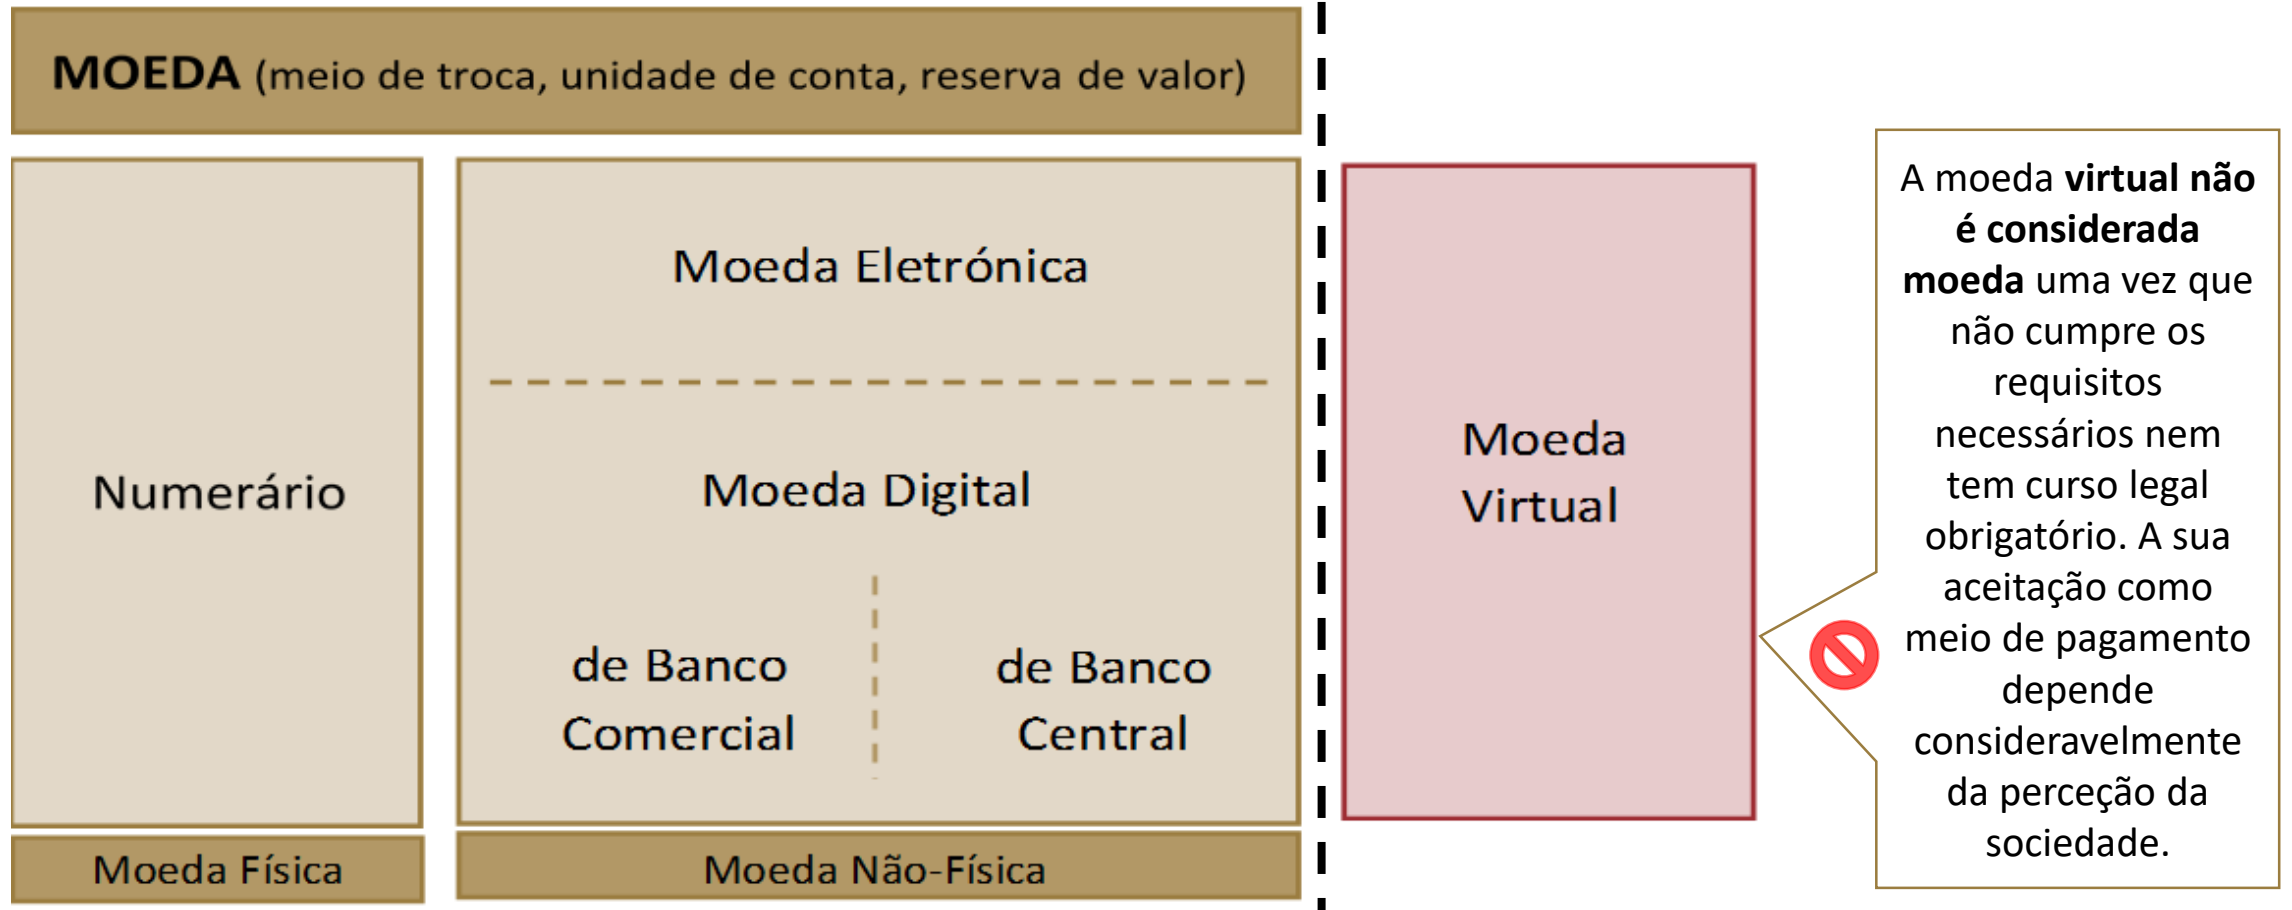 MOEDA (meio de troca, unidade de conta, reserva de valor)
Numerário
Moeda Física
Moeda Eletrónica
Moeda Digital
de Banco
Comercial
de Banco
Central
Moeda Não-Física
Moeda
Virtual
A moeda virtual não
é considerada
moeda uma vez que
não cumpre os
requisitos
necessários nem
tem curso legal
obrigatório. A sua
aceitação como
meio de pagamento
depende
consideravelmente
da perceção da
sociedade.